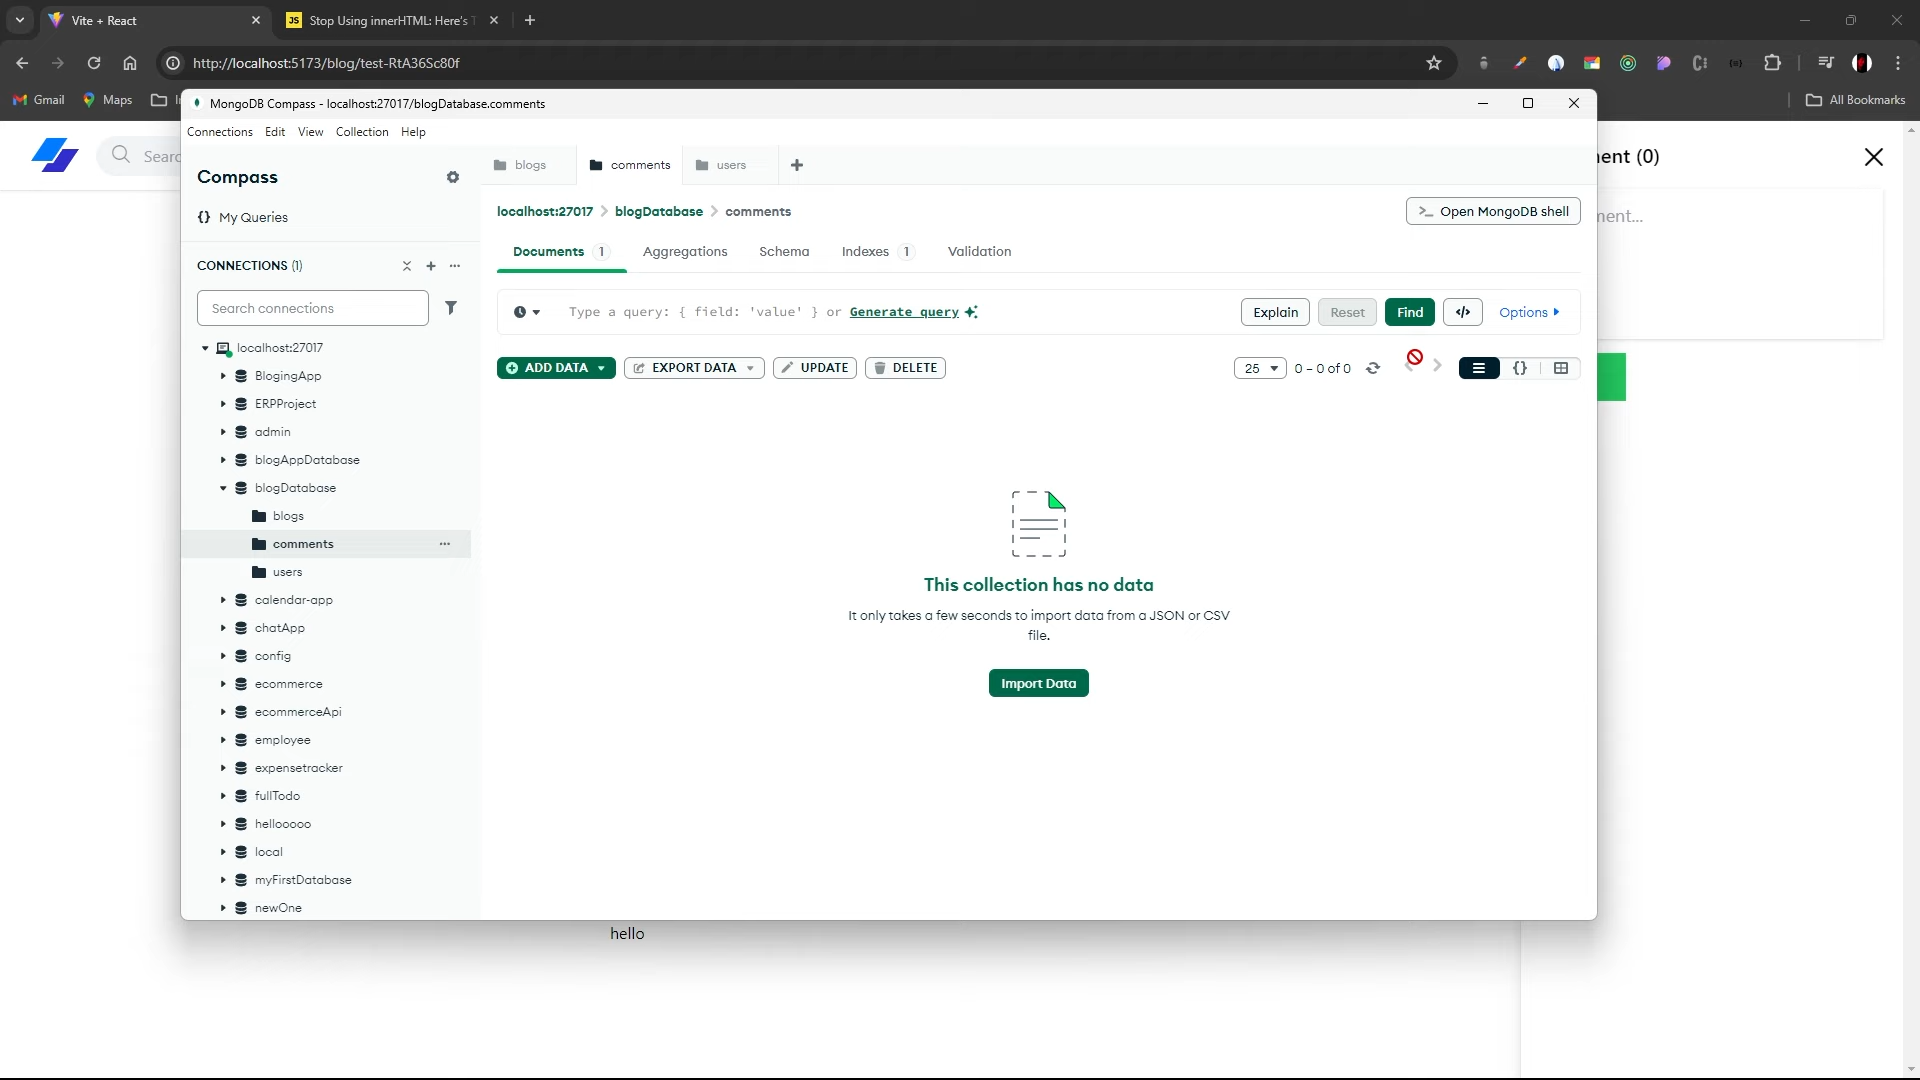 Vite + React
JS
Stop Using innerHTML: Here's T
http://localhost:5173/blog/test-RtA36Sc80f
Gmail
Maps
All Bookmarks
MongoDB Compass - localhost:27017/blogDatabase.comments
Connections Edit View Collection Help
Compass
{} My Queries
CONNECTIONS (1)
Search connections
localhost:27017
BlogingApp
ERPProject
admin
blogAppDatabase
blogDatabase
blogs
comments
users
calendar-app
chatApp
config
ecommerce
ecommerceApi
employee
expensetracker
fullTodo
hellooooo
local
myFirstDatabase
newOne
blogs
comments
users
localhost:27017 > blogDatabase > comments
>_ Open MongoDB shell
Documents 1 Aggregations Schema Indexes 1 Validation
Type a query: { field: 'value' } or Generate query
Explain Reset Find </> Options
ADD DATA EXPORT DATA UPDATE DELETE
25 0 – 0 of 0 {}
This collection has no data
It only takes a few seconds to import data from a JSON or CSV
file.
Import Data
Searc
ent (0)
ment...
hello